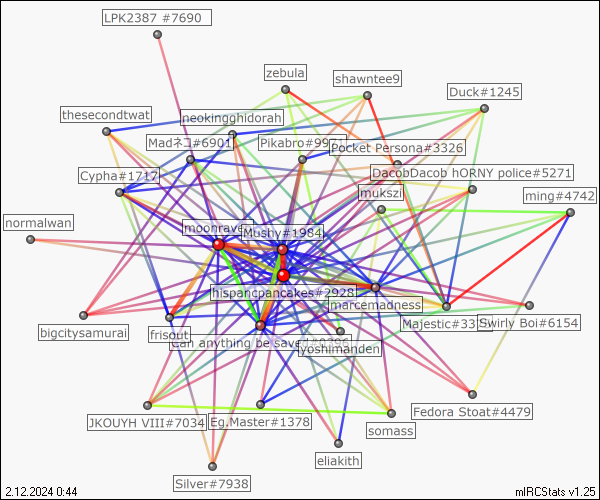 LPK2387 #7690
zebula
shawntee9
Duck#1245
thesecondtwat
neokingghidorah
Madネコ#6901
Pikabro#9971
Pocket Persona#3326
Cypha#1717
DacobDacob hORNY police#5271
mukszi
ming#4742
normalwan
moonrave
Mushy#1984
hispancpancakes#2928
narcemadness
bigcitysamurai
frisout
Can anything be saved
Majestic#33
Swirly Boi#6154
yoshimanden
JKOUYH VIII#7034
Eg.Master#1378
somass
Fedora Stoat#4479
eliakith
Silver#7938
2.12.2024 0:44
mIRCStats v1.25